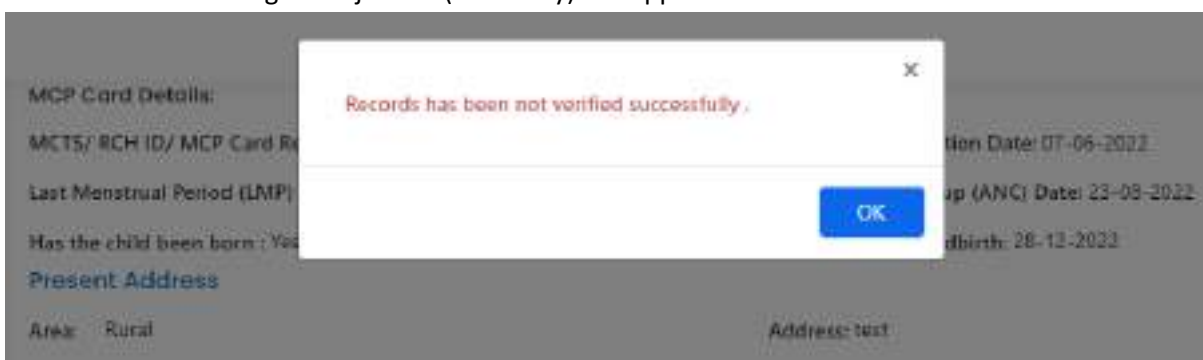 ×
Records has been not verified successfully .
OK
MCP Card Details:
MCTS/ RCH ID/ MCP Card Re
tion Date: 07-06-2022
Last Menstrual Period (LMP)
up (ANC) Date: 23-08-2022
Has the child been born : Yes
dbirth: 28-12-2022
Present Address
Area: Rural
Address: test